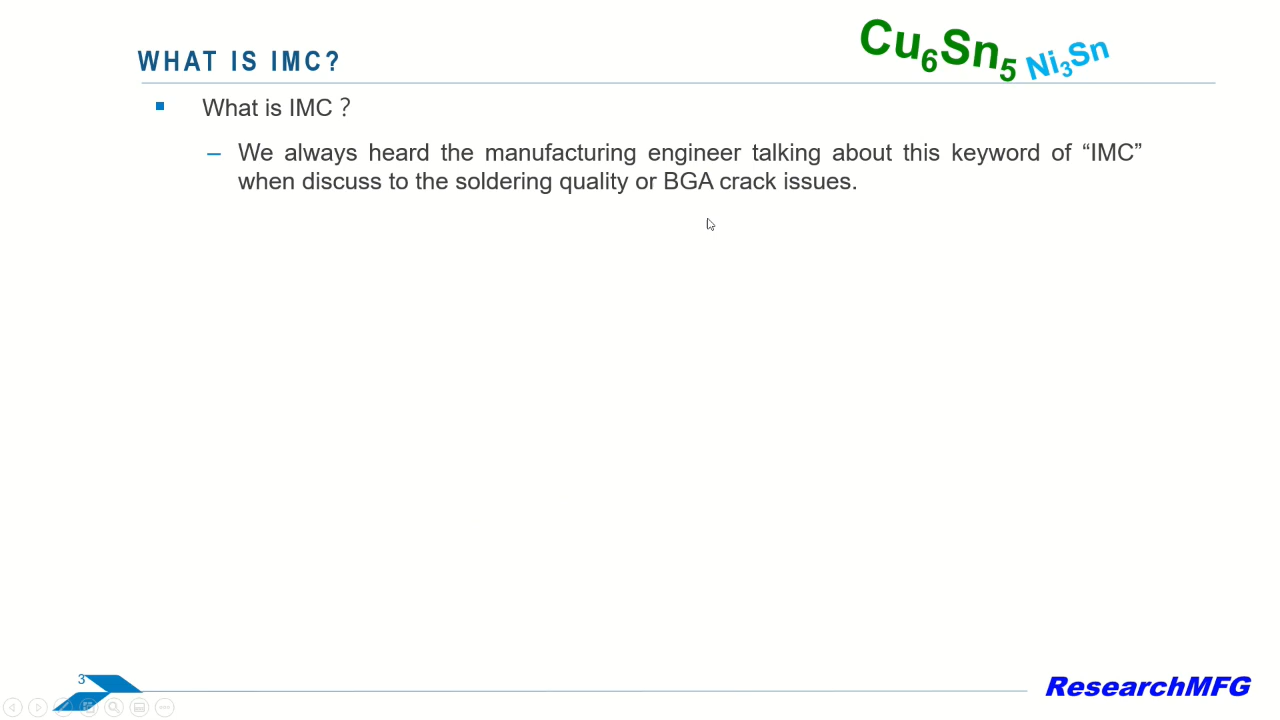 WHAT IS IMC?
Cu6Sn5 Ni3Sn
What is IMC？
– We always heard the manufacturing engineer talking about this keyword of “IMC”
when discuss to the soldering quality or BGA crack issues.
3
ResearchMFG